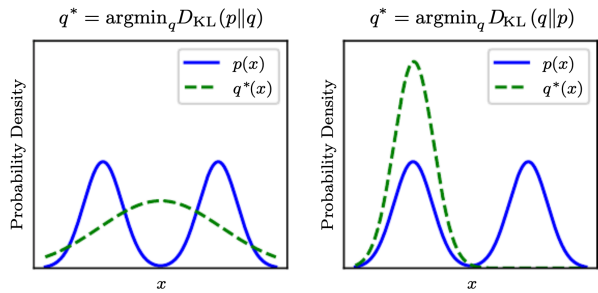 q* = argmin_q D_KL(p‖q)
p(x)
q*(x)
Probability Density
x
q* = argmin_q D_KL(q‖p)
p(x)
q*(x)
Probability Density
x